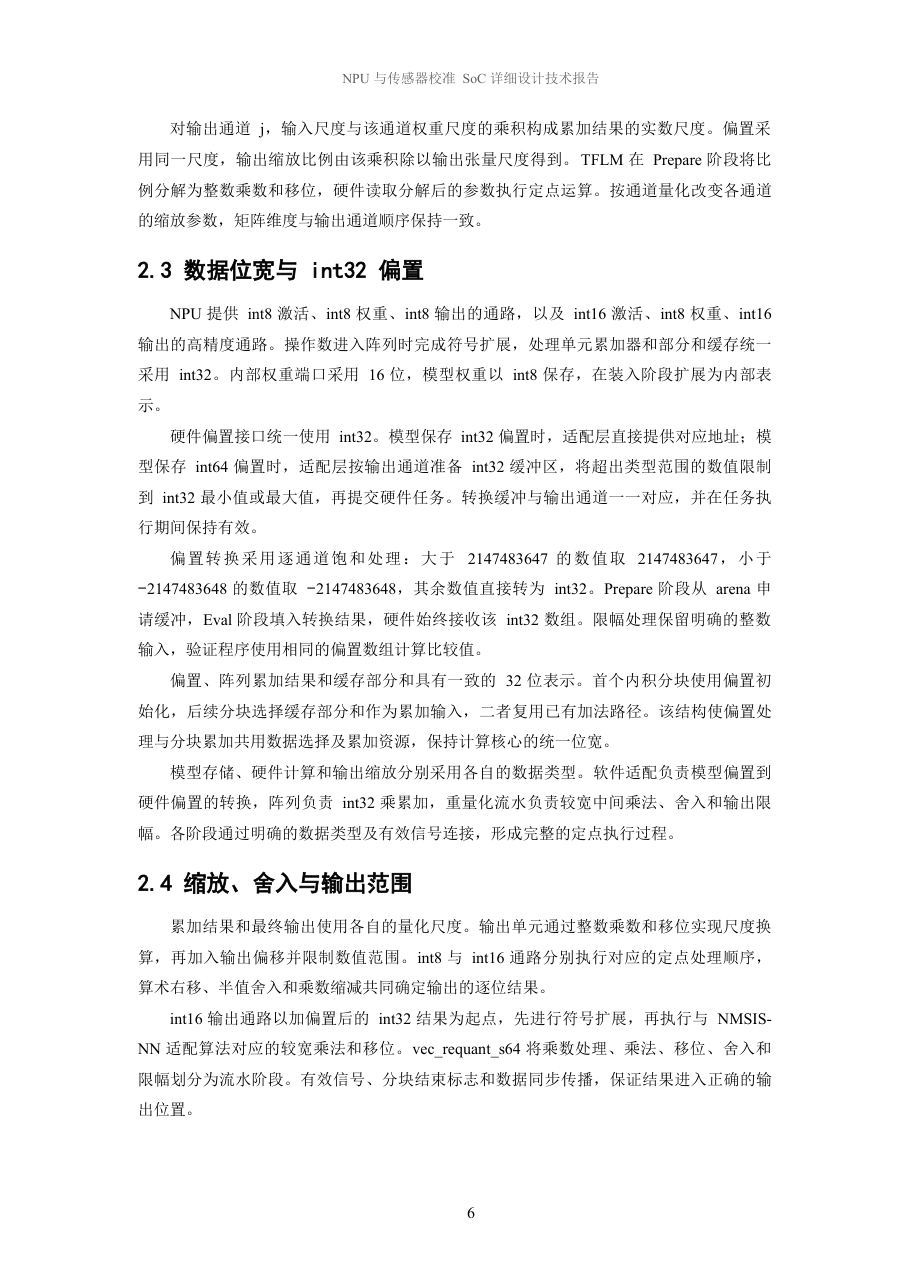 NPU 与传感器校准 SoC 详细设计技术报告
对输出通道 j，输入尺度与该通道权重尺度的乘积构成累加结果的实数尺度。偏置采
用同一尺度，输出缩放比例由该乘积除以输出张量尺度得到。TFLM 在 Prepare 阶段将比
例分解为整数乘数和移位，硬件读取分解后的参数执行定点运算。按通道量化改变各通道
的缩放参数，矩阵维度与输出通道顺序保持一致。
2.3 数据位宽与 int32 偏置
NPU 提供 int8 激活、int8 权重、int8 输出的通路，以及 int16 激活、int8 权重、int16
输出的高精度通路。操作数进入阵列时完成符号扩展，处理单元累加器和部分和缓存统一
采用 int32。内部权重端口采用 16 位，模型权重以 int8 保存，在装入阶段扩展为内部表
示。
硬件偏置接口统一使用 int32。模型保存 int32 偏置时，适配层直接提供对应地址；模
型保存 int64 偏置时，适配层按输出通道准备 int32 缓冲区，将超出类型范围的数值限制
到 int32 最小值或最大值，再提交硬件任务。转换缓冲与输出通道一一对应，并在任务执
行期间保持有效。
偏置转换采用逐通道饱和处理：大于 2147483647 的数值取 2147483647，小于
−2147483648 的数值取 −2147483648，其余数值直接转为 int32。Prepare 阶段从 arena 申
请缓冲，Eval 阶段填入转换结果，硬件始终接收该 int32 数组。限幅处理保留明确的整数
输入，验证程序使用相同的偏置数组计算比较值。
偏置、阵列累加结果和缓存部分和具有一致的 32 位表示。首个内积分块使用偏置初
始化，后续分块选择缓存部分和作为累加输入，二者复用已有加法路径。该结构使偏置处
理与分块累加共用数据选择及累加资源，保持计算核心的统一位宽。
模型存储、硬件计算和输出缩放分别采用各自的数据类型。软件适配负责模型偏置到
硬件偏置的转换，阵列负责 int32 乘累加，重量化流水负责较宽中间乘法、舍入和输出限
幅。各阶段通过明确的数据类型及有效信号连接，形成完整的定点执行过程。
2.4 缩放、舍入与输出范围
累加结果和最终输出使用各自的量化尺度。输出单元通过整数乘数和移位实现尺度换
算，再加入输出偏移并限制数值范围。int8 与 int16 通路分别执行对应的定点处理顺序，
算术右移、半值舍入和乘数缩减共同确定输出的逐位结果。
int16 输出通路以加偏置后的 int32 结果为起点，先进行符号扩展，再执行与 NMSIS-
NN 适配算法对应的较宽乘法和移位。vec_requant_s64 将乘数处理、乘法、移位、舍入和
限幅划分为流水阶段。有效信号、分块结束标志和数据同步传播，保证结果进入正确的输
出位置。
6